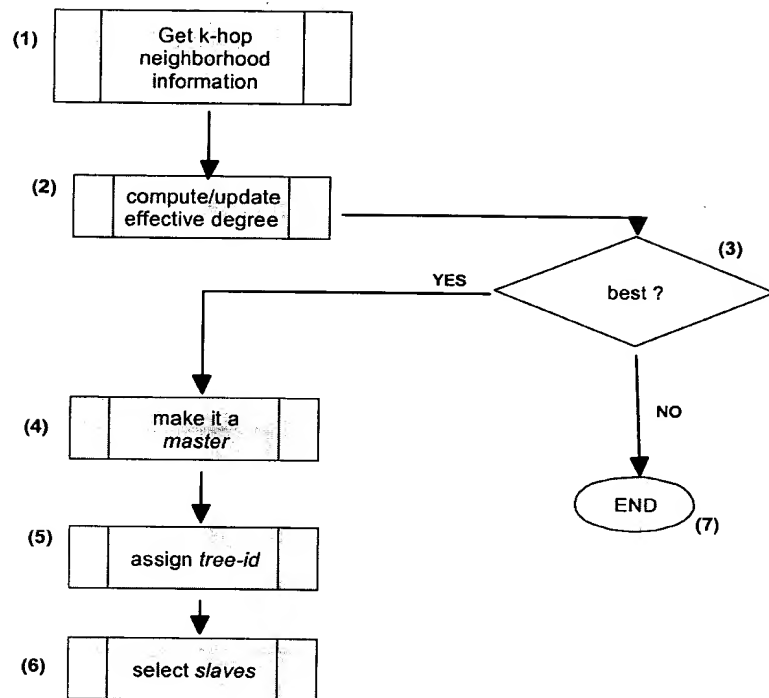 (1)
Get k-hop
neighborhood
information
(2)
compute/update
effective degree
(3)
best ?
YES
NO
(4)
make it a
master
END
(7)
(5)
assign tree-id
(6)
select slaves